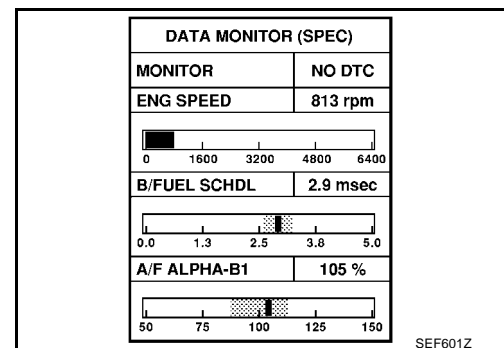 DATA MONITOR (SPEC)
MONITOR NO DTC
ENG SPEED 813 rpm
0 1600 3200 4800 6400
B/FUEL SCHDL 2.9 msec
0.0 1.3 2.5 3.8 5.0
A/F ALPHA-B1 105 %
50 75 100 125 150
SEF601Z